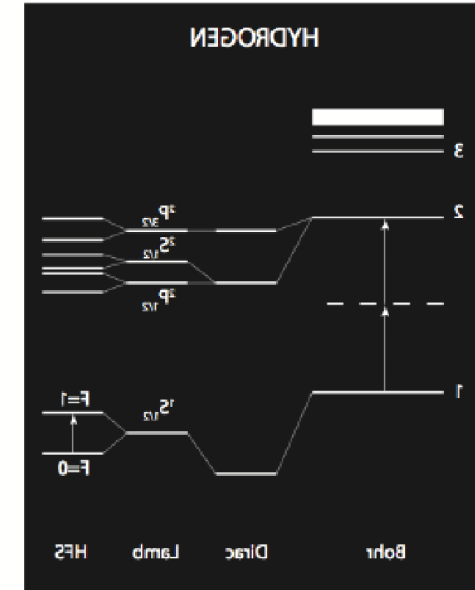 HYDROGEN
3
2
²P₃/₂
²S₁/₂
²P₁/₂
1
F=1
¹S₁/₂
F=0
Bohr Dirac Lamb HFS